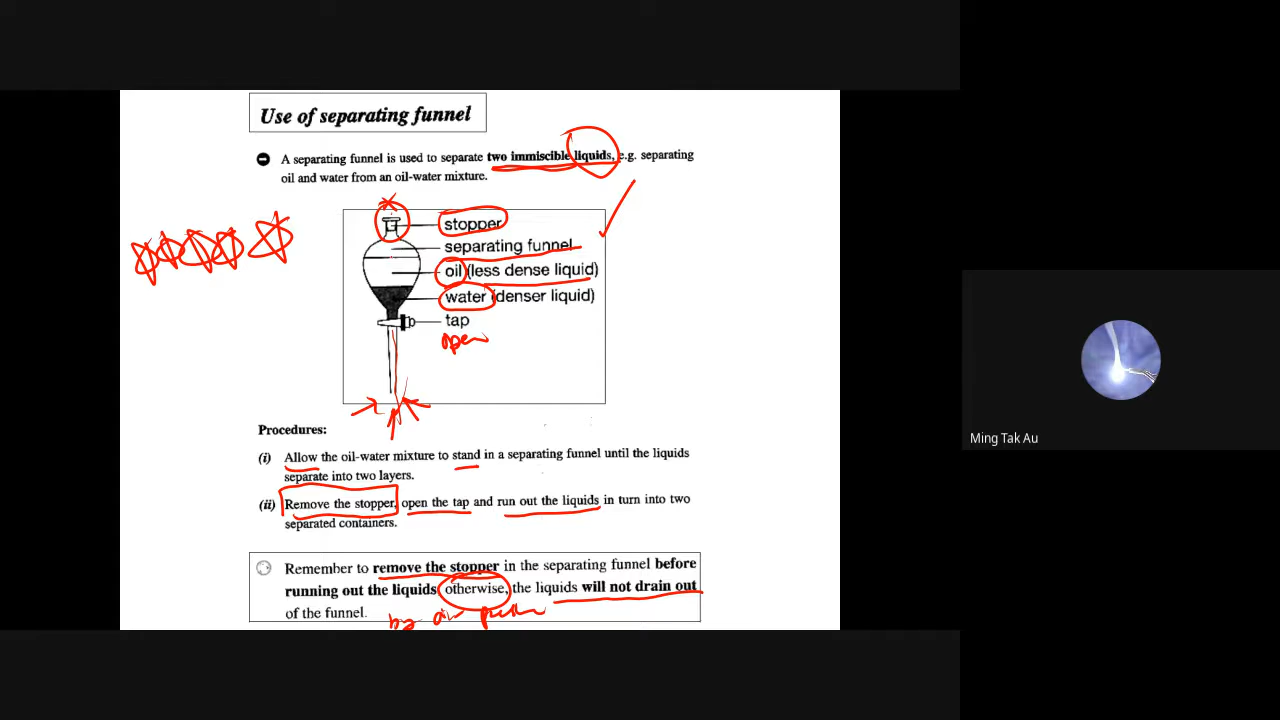 Use of separating funnel
A separating funnel is used to separate two immiscible liquids, e.g. separating
oil and water from an oil-water mixture.
stopper
separating funnel
oil (less dense liquid)
water (denser liquid)
tap
open
Procedures:
(i) Allow the oil-water mixture to stand in a separating funnel until the liquids
separate into two layers.
(ii) Remove the stopper, open the tap and run out the liquids in turn into two
separated containers.
Remember to remove the stopper in the separating funnel before
running out the liquids otherwise, the liquids will not drain out
of the funnel.
by air
Ming Tak Au